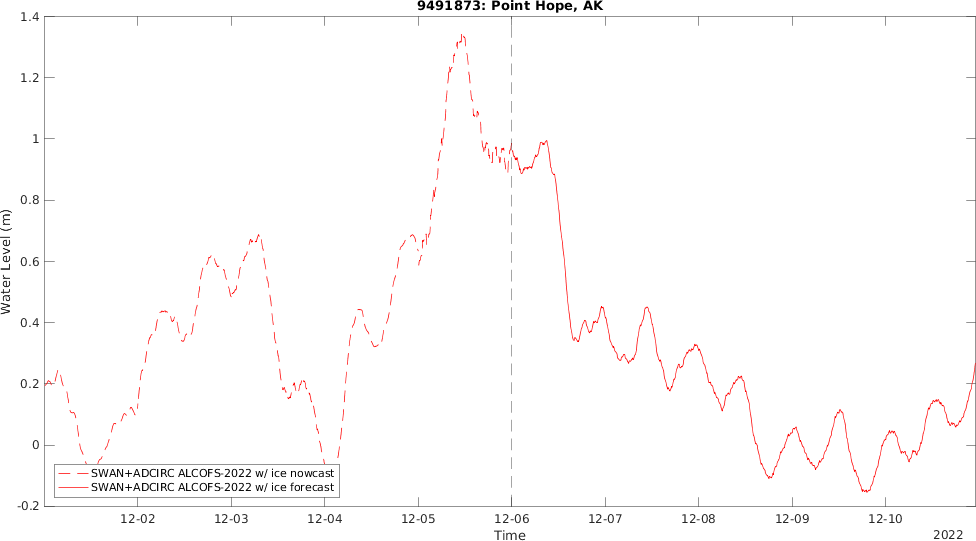 9491873: Point Hope, AK
1.4
1.2
1
0.8
0.6
0.4
0.2
0
-0.2
Water Level (m)
SWAN+ADCIRC ALCOFS-2022 w/ ice nowcast
SWAN+ADCIRC ALCOFS-2022 w/ ice forecast
12-02 12-03 12-04 12-05 12-06 12-07 12-08 12-09 12-10
Time
2022